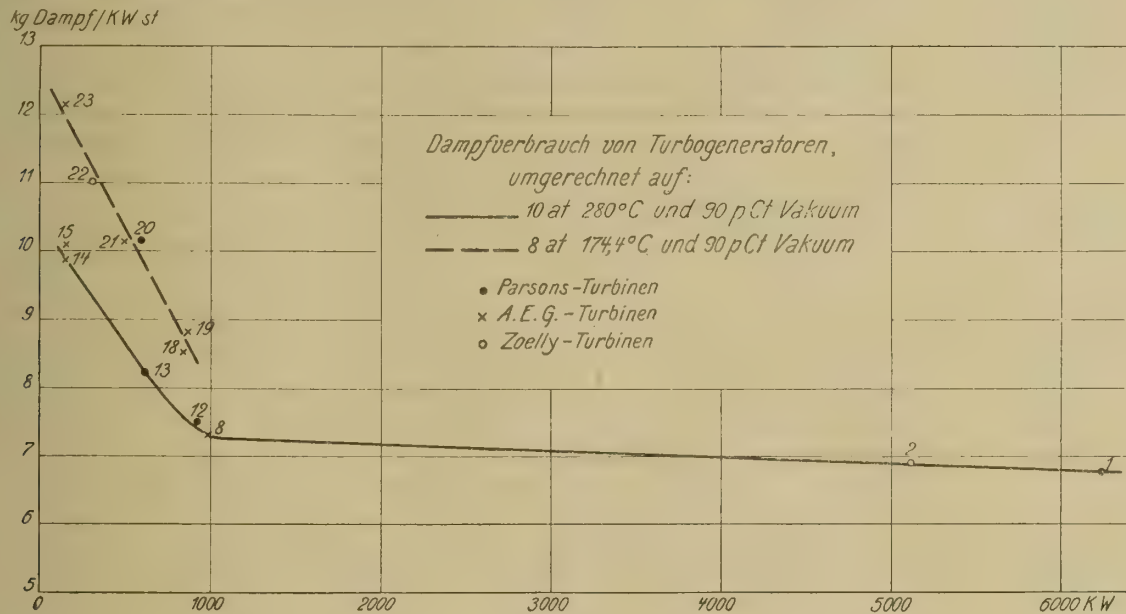 kg Dampf/KW st
13
12
11
10
9
8
7
6
5
23
22
15
14
21
20
19
18
13
12
8
2
1
Dampfverbrauch von Turbogeneratoren,
umgerechnet auf:
10 at 280°C und 90 pCt Vakuum
8 at 174,4°C und 90 pCt Vakuum
• Parsons-Turbinen
× A.E.G.-Turbinen
○ Zoelly-Turbinen
0 1000 2000 3000 4000 5000 6000 KW